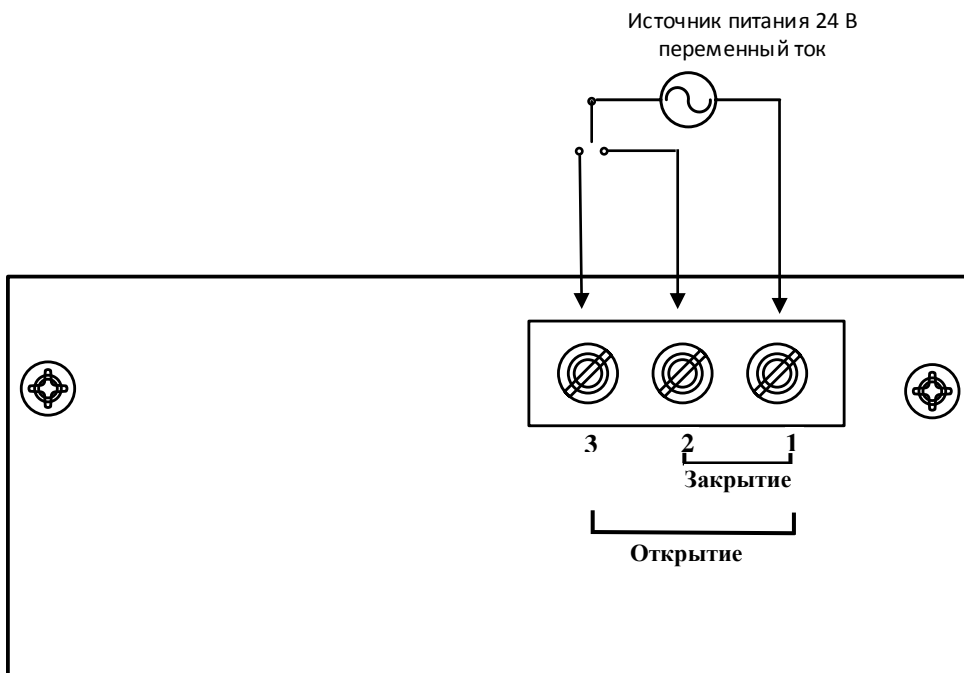 Источник питания 24 В
переменный ток
3 2 1
Закрытие
Открытие